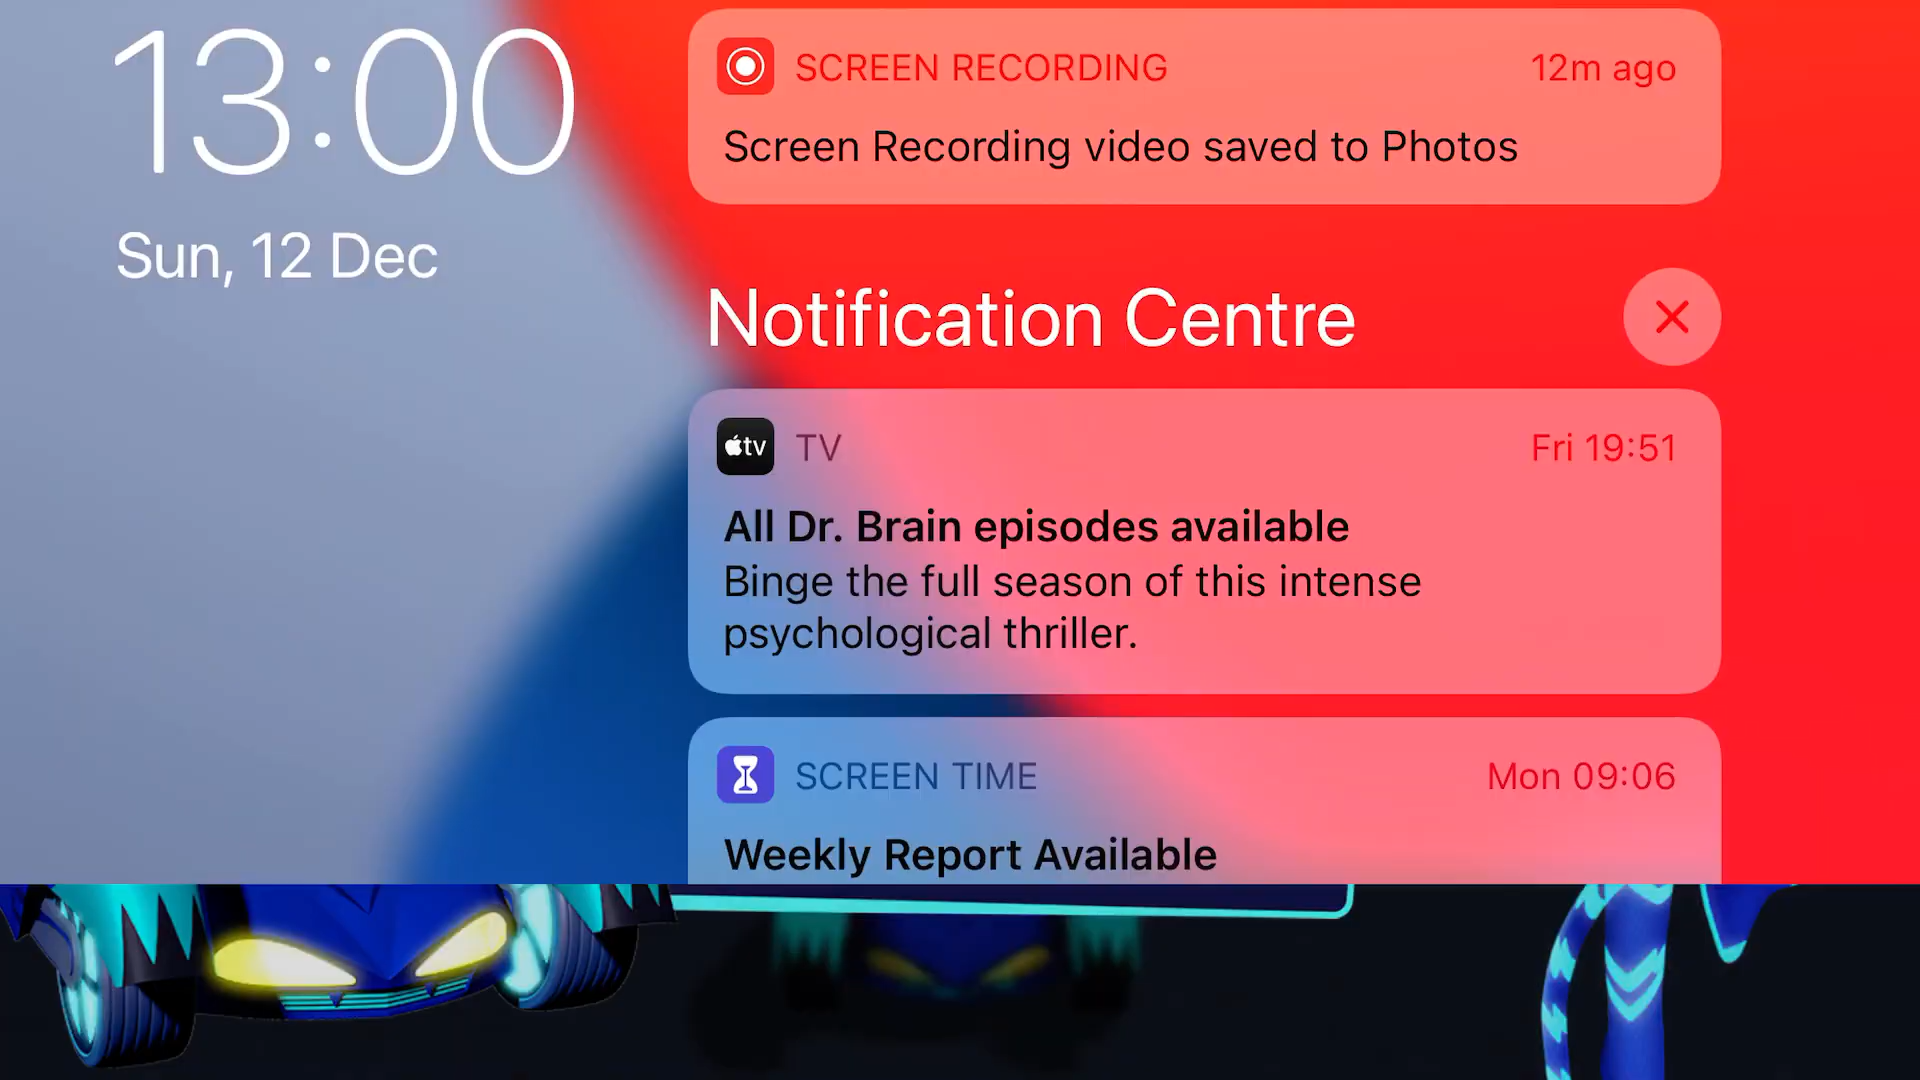 13:00
Sun, 12 Dec
SCREEN RECORDING
12m ago
Screen Recording video saved to Photos
Notification Centre
tv
TV
Fri 19:51
All Dr. Brain episodes available
Binge the full season of this intense
psychological thriller.
SCREEN TIME
Mon 09:06
Weekly Report Available